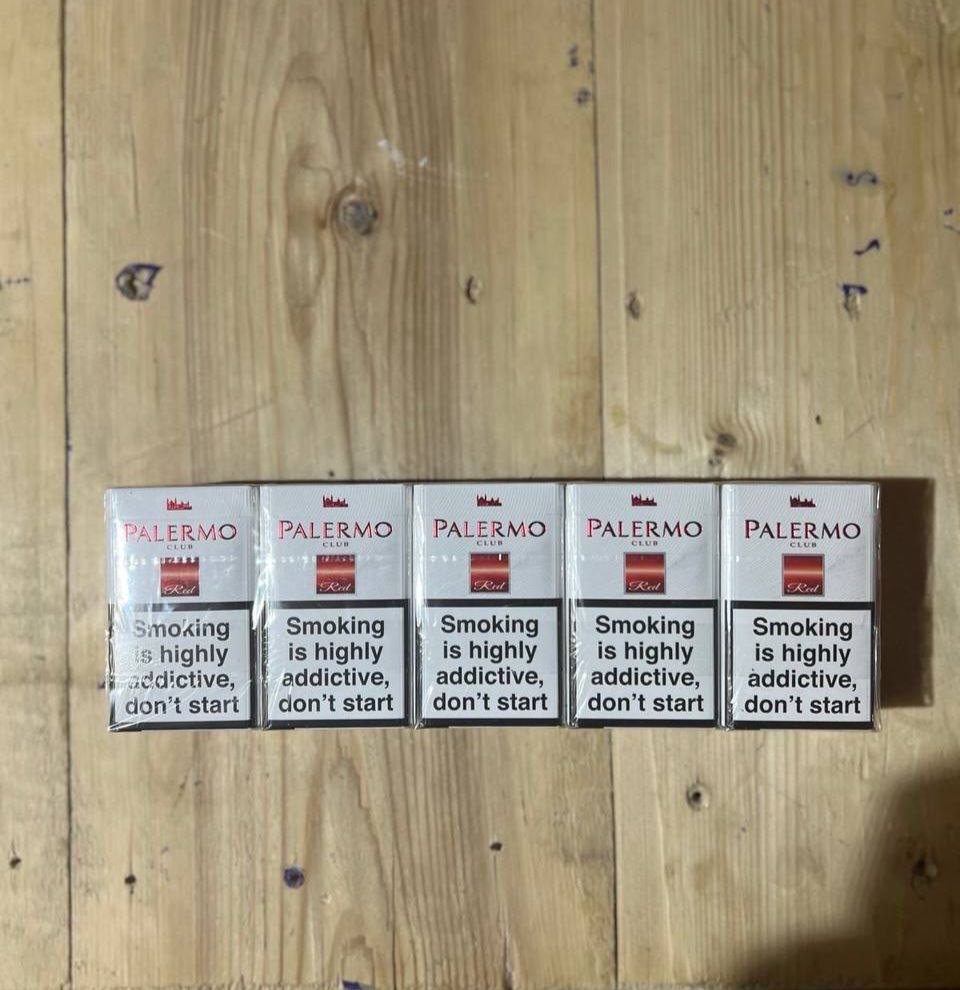 PALERMO
CLUB
Red
Smoking
is highly
addictive,
don't start
PALERMO
CLUB
Red
Smoking
is highly
addictive,
don't start
PALERMO
CLUB
Red
Smoking
is highly
addictive,
don't start
PALERMO
CLUB
Red
Smoking
is highly
addictive,
don't start
PALERMO
CLUB
Red
Smoking
is highly
addictive,
don't start